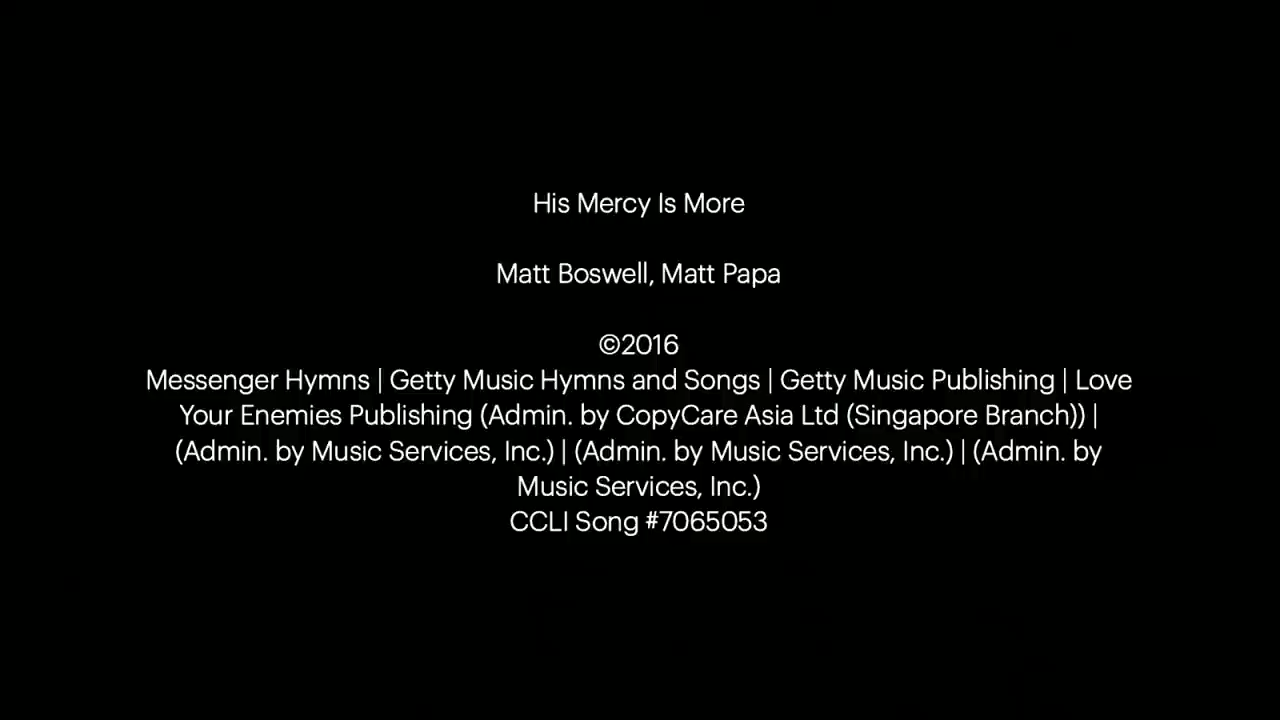 His Mercy Is More
Matt Boswell, Matt Papa
©2016
Messenger Hymns | Getty Music Hymns and Songs | Getty Music Publishing | Love
Your Enemies Publishing (Admin. by CopyCare Asia Ltd (Singapore Branch)) |
(Admin. by Music Services, Inc.) | (Admin. by Music Services, Inc.) | (Admin. by
Music Services, Inc.)
CCLI Song #7065053